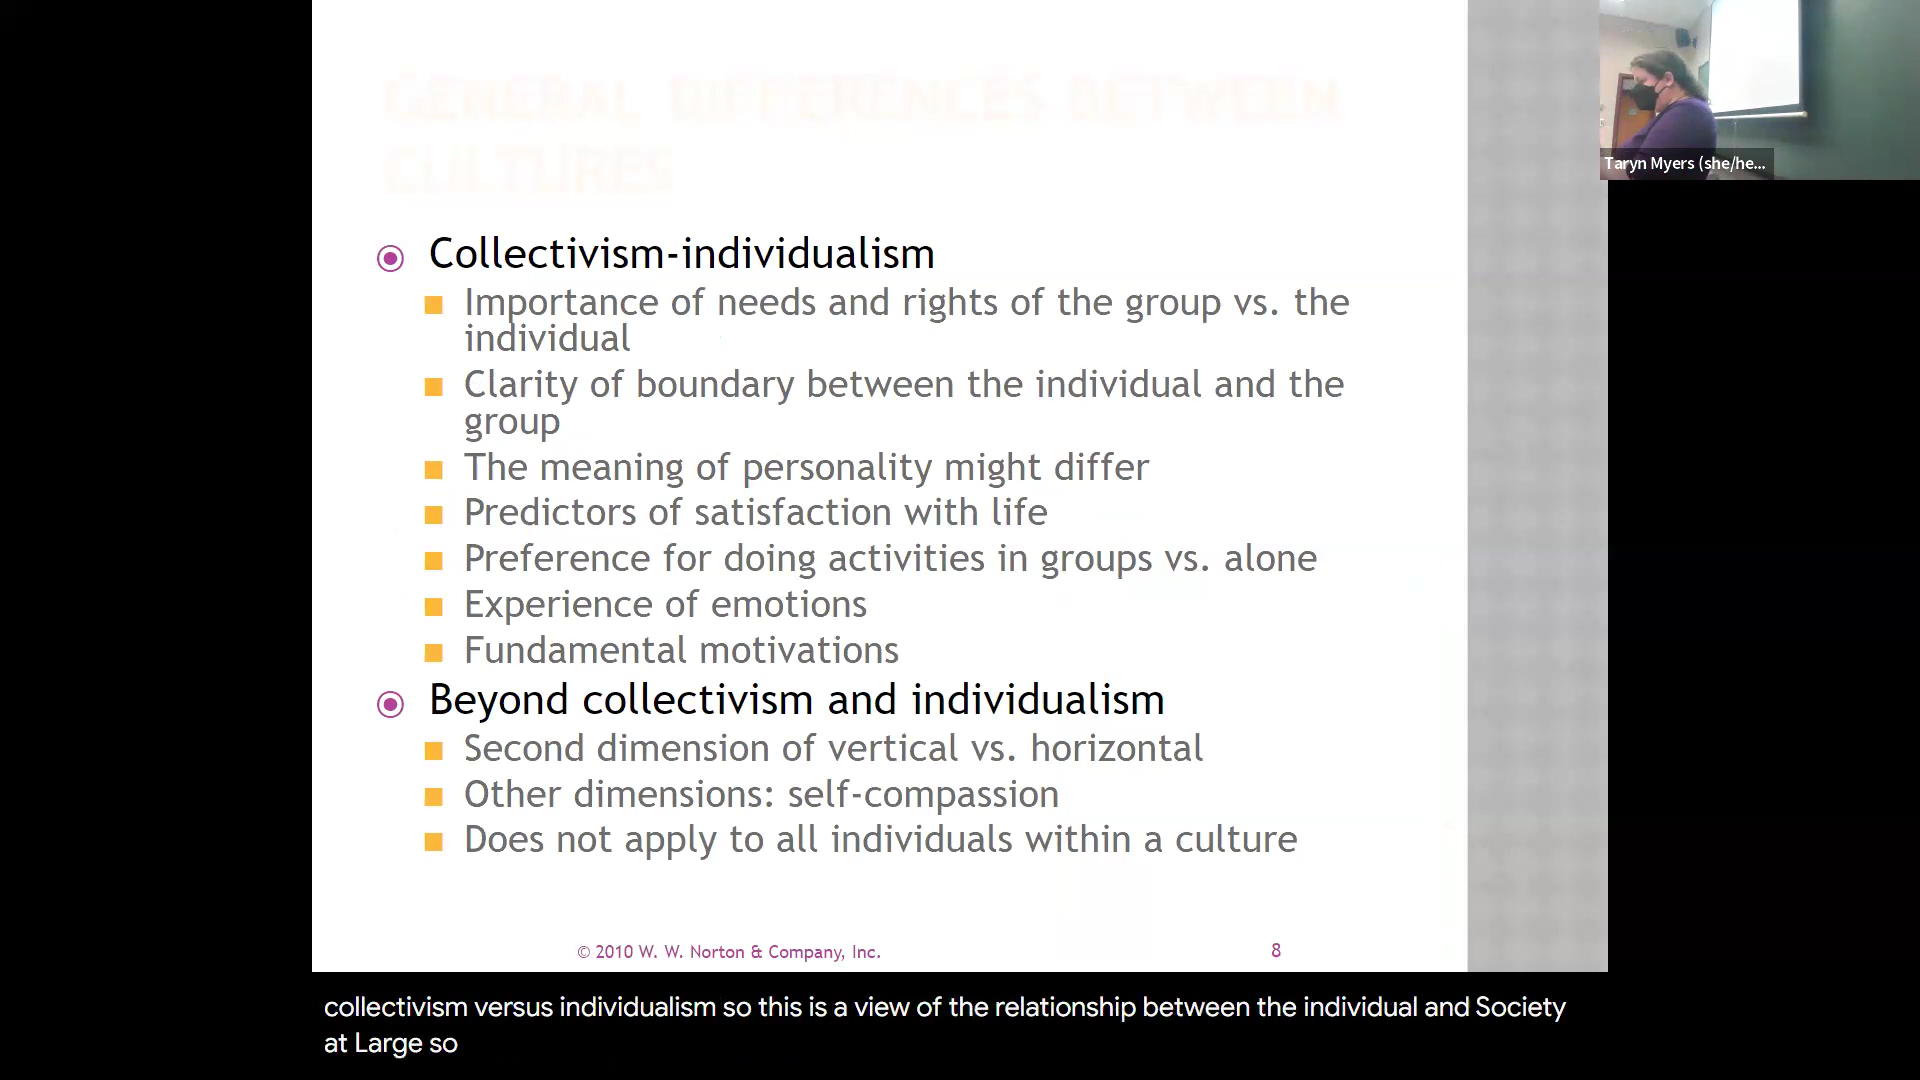 GENERAL DIFFERENCES BETWEEN
CULTURES
Taryn Myers (she/he...
Collectivism-individualism
Importance of needs and rights of the group vs. the
individual
Clarity of boundary between the individual and the
group
The meaning of personality might differ
Predictors of satisfaction with life
Preference for doing activities in groups vs. alone
Experience of emotions
Fundamental motivations
Beyond collectivism and individualism
Second dimension of vertical vs. horizontal
Other dimensions: self-compassion
Does not apply to all individuals within a culture
© 2010 W. W. Norton & Company, Inc.
8
collectivism versus individualism so this is a view of the relationship between the individual and Society
at Large so